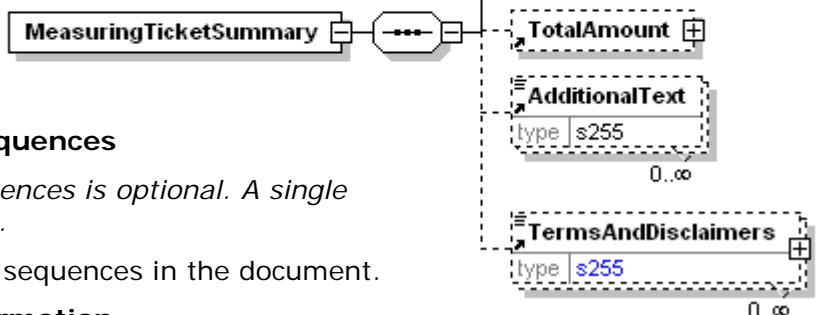 MeasuringTicketSummary
TotalAmount
AdditionalText
type s255
0..∞
quences
ences is optional. A single
.
sequences in the document.
TermsAndDisclaimers
type s255
0..∞